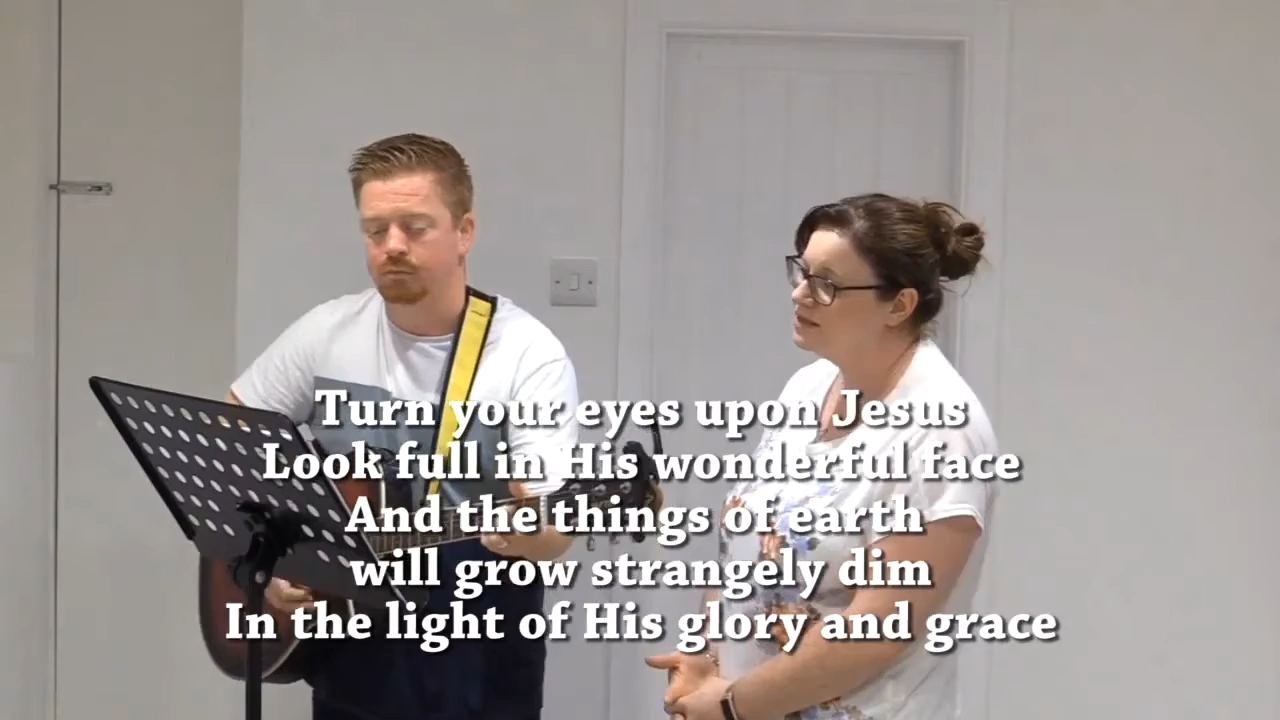 Turn your eyes upon Jesus
Look full in His wonderful face
And the things of earth
will grow strangely dim
In the light of His glory and grace